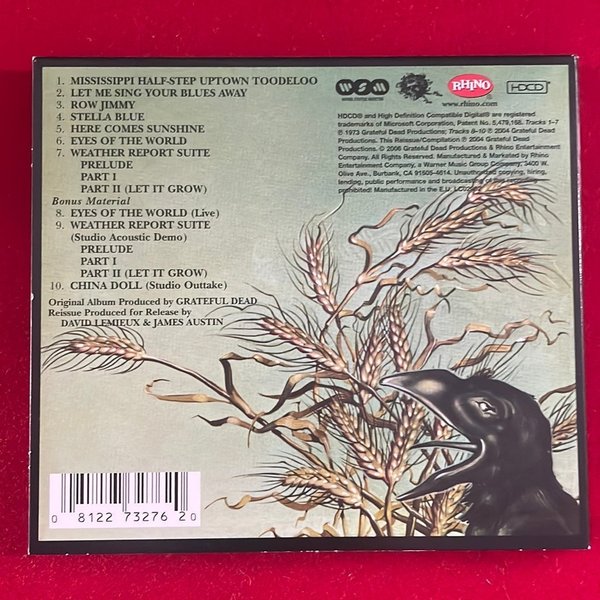 1. MISSISSIPPI HALF-STEP UPTOWN TOODELOO
2. LET ME SING YOUR BLUES AWAY
3. ROW JIMMY
4. STELLA BLUE
5. HERE COMES SUNSHINE
6. EYES OF THE WORLD
7. WEATHER REPORT SUITE
PRELUDE
PART I
PART II (LET IT GROW)
Bonus Material
8. EYES OF THE WORLD (Live)
9. WEATHER REPORT SUITE
(Studio Acoustic Demo)
PRELUDE
PART I
PART II (LET IT GROW)
10. CHINA DOLL (Studio Outtake)
Original Album Produced by GRATEFUL DEAD
Reissue Produced for Release by
DAVID LEMIEUX & JAMES AUSTIN
RHINO
HDCD
www.rhino.com
HDCD® and High Definition Compatible Digital® are registered
trademarks of Microsoft Corporation, Patent No. 5,479,168. Tracks 1-7
℗ 1973 Grateful Dead Productions; Tracks 8-10 ℗ 2004 Grateful Dead
Productions. This Reissue/Compilation ℗ 2004 Grateful Dead
Productions. © 2006 Grateful Dead Productions & Rhino Entertainment
Company. All Rights Reserved. Manufactured & Marketed by Rhino
Entertainment Company, a Warner Music Group Company, 3400 W.
Olive Ave., Burbank, CA 91505-4614. Unauthorized copying, hiring,
lending, public performance and broadcasting of this recording
prohibited! Manufactured in the E.U.
0 81227 3276 2 0